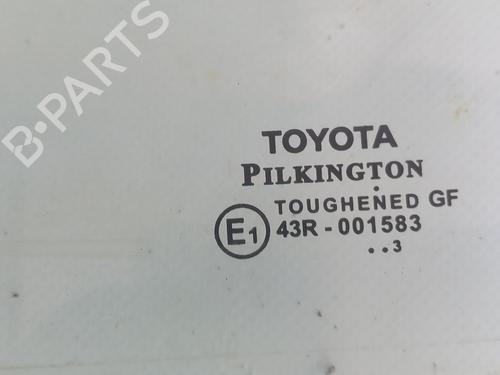 B-PARTS
TOYOTA
PILKINGTON
TOUGHENED GF
E1 43R-001583
..3